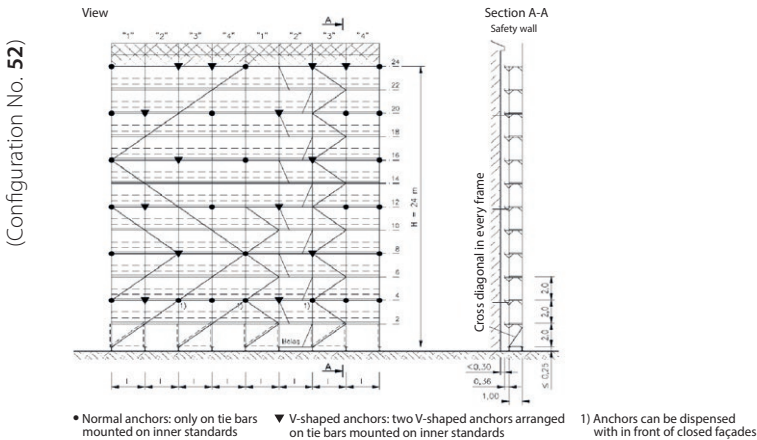 (Configuration No. 52)
View
Section A-A
Safety wall
A
"1" "2" "3" "4" "1" "2" "3" "4"
24
22
20
18
16
14
12
10
8
6
4
2
H = 24 m
1) 1) 1)
Belag
A
l l l l l l l l
Cross diagonal in every frame
2,0
2,0
2,0
≤ 0,25
≤0,30
0,36
1,00
• Normal anchors: only on tie bars
mounted on inner standards
▼ V-shaped anchors: two V-shaped anchors arranged
on tie bars mounted on inner standards
1) Anchors can be dispensed
with in front of closed façades